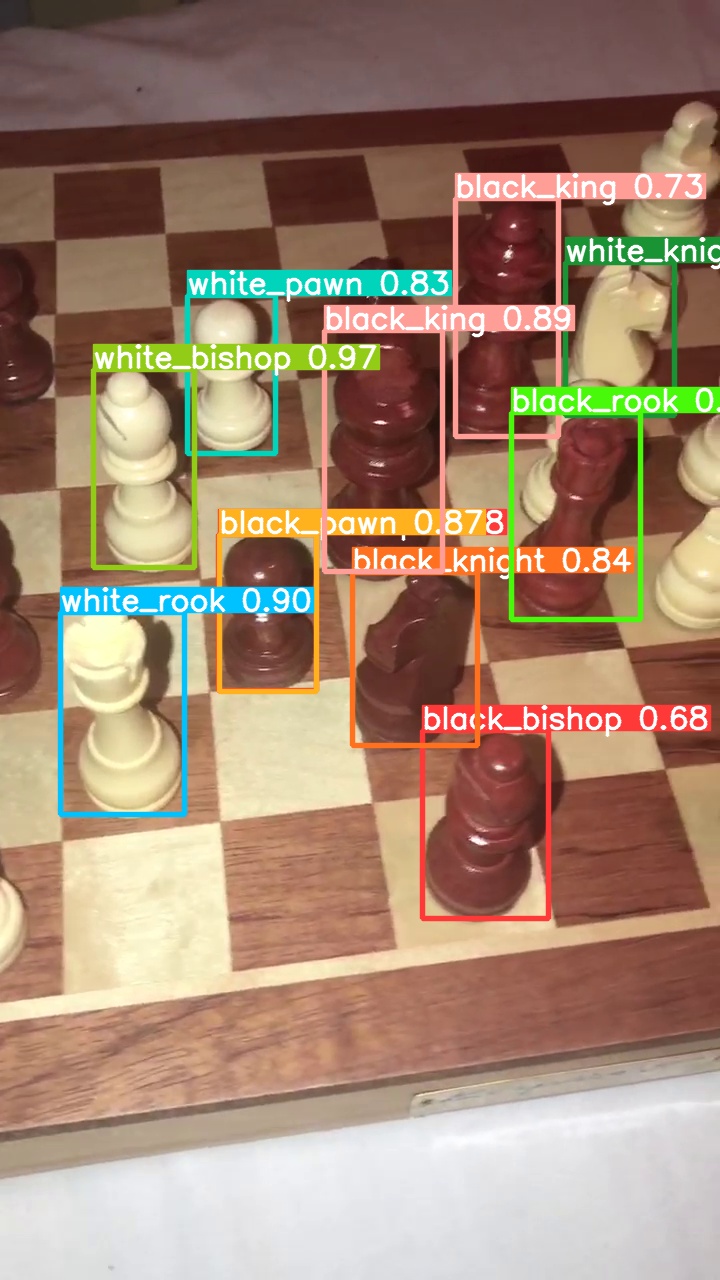 black_king 0.73
white_knig
white_pawn 0.83
black_king 0.89
white_bishop 0.97
black_rook 0.
black_pawn 0.878
black_knight 0.84
white_rook 0.90
black_bishop 0.68